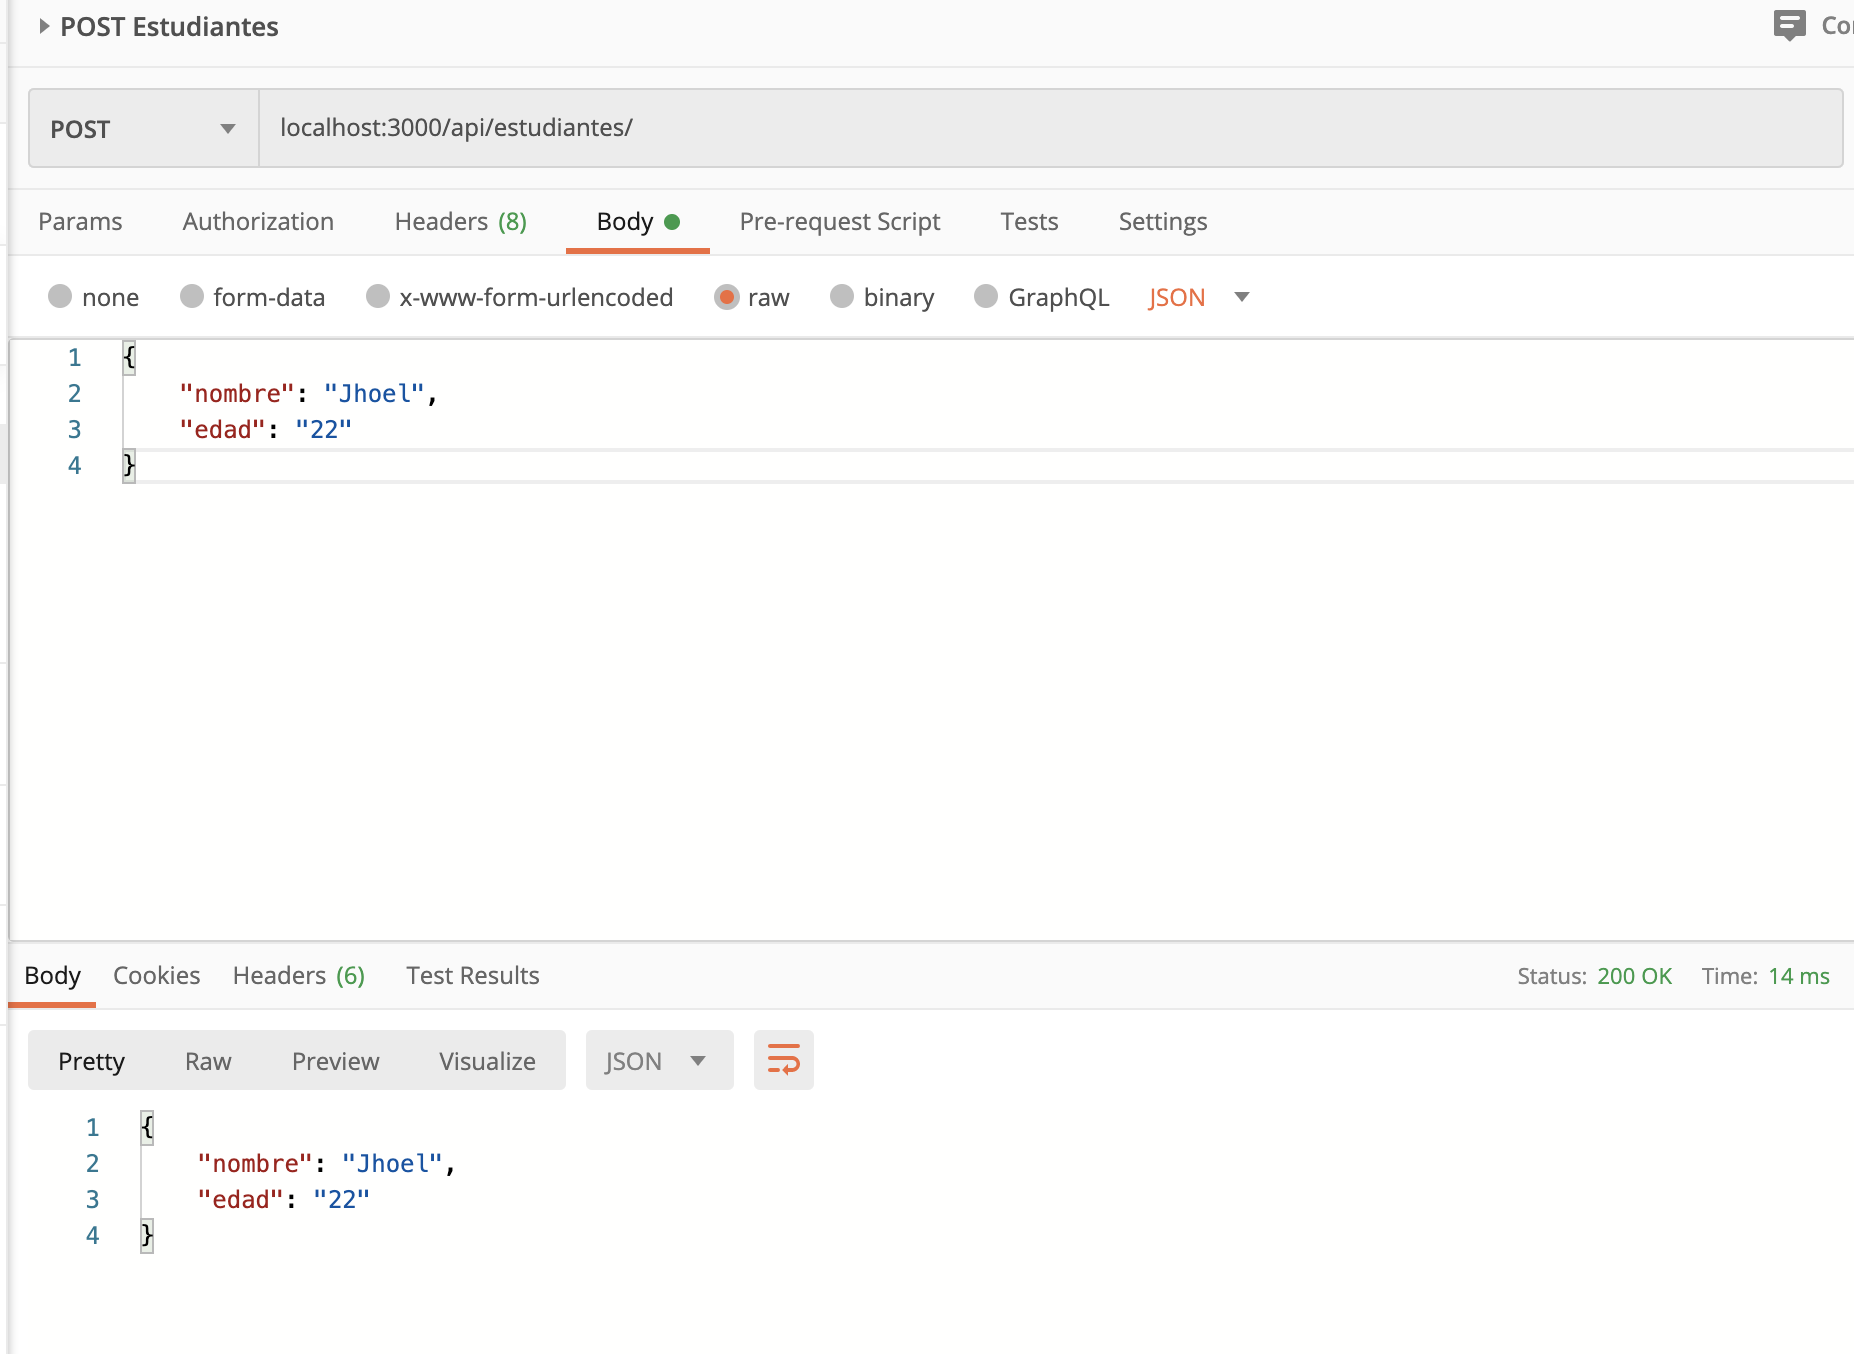 POST Estudiantes
POST localhost:3000/api/estudiantes/
Params Authorization Headers (8) Body Pre-request Script Tests Settings
none form-data x-www-form-urlencoded raw binary GraphQL JSON
1 {
2 "nombre": "Jhoel",
3 "edad": "22"
4 }
Body Cookies Headers (6) Test Results Status: 200 OK Time: 14 ms
Pretty Raw Preview Visualize JSON
1 {
2 "nombre": "Jhoel",
3 "edad": "22"
4 }